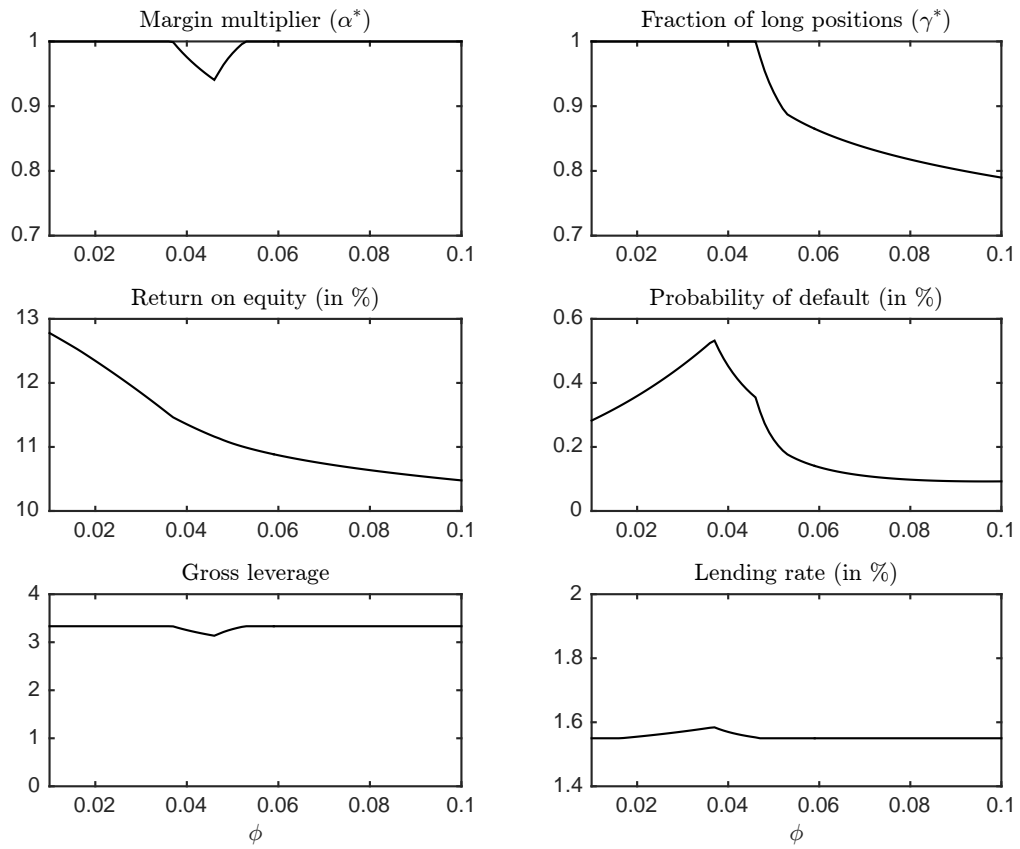 Margin multiplier (α*)
1
0.9
0.8
0.7
0.02 0.04 0.06 0.08 0.1
Fraction of long positions (γ*)
1
0.9
0.8
0.7
0.02 0.04 0.06 0.08 0.1
Return on equity (in %)
13
12
11
10
0.02 0.04 0.06 0.08 0.1
Probability of default (in %)
0.6
0.4
0.2
0
0.02 0.04 0.06 0.08 0.1
Gross leverage
4
3
2
1
0
0.02 0.04 0.06 0.08 0.1
ϕ
Lending rate (in %)
2
1.8
1.6
1.4
0.02 0.04 0.06 0.08 0.1
ϕ